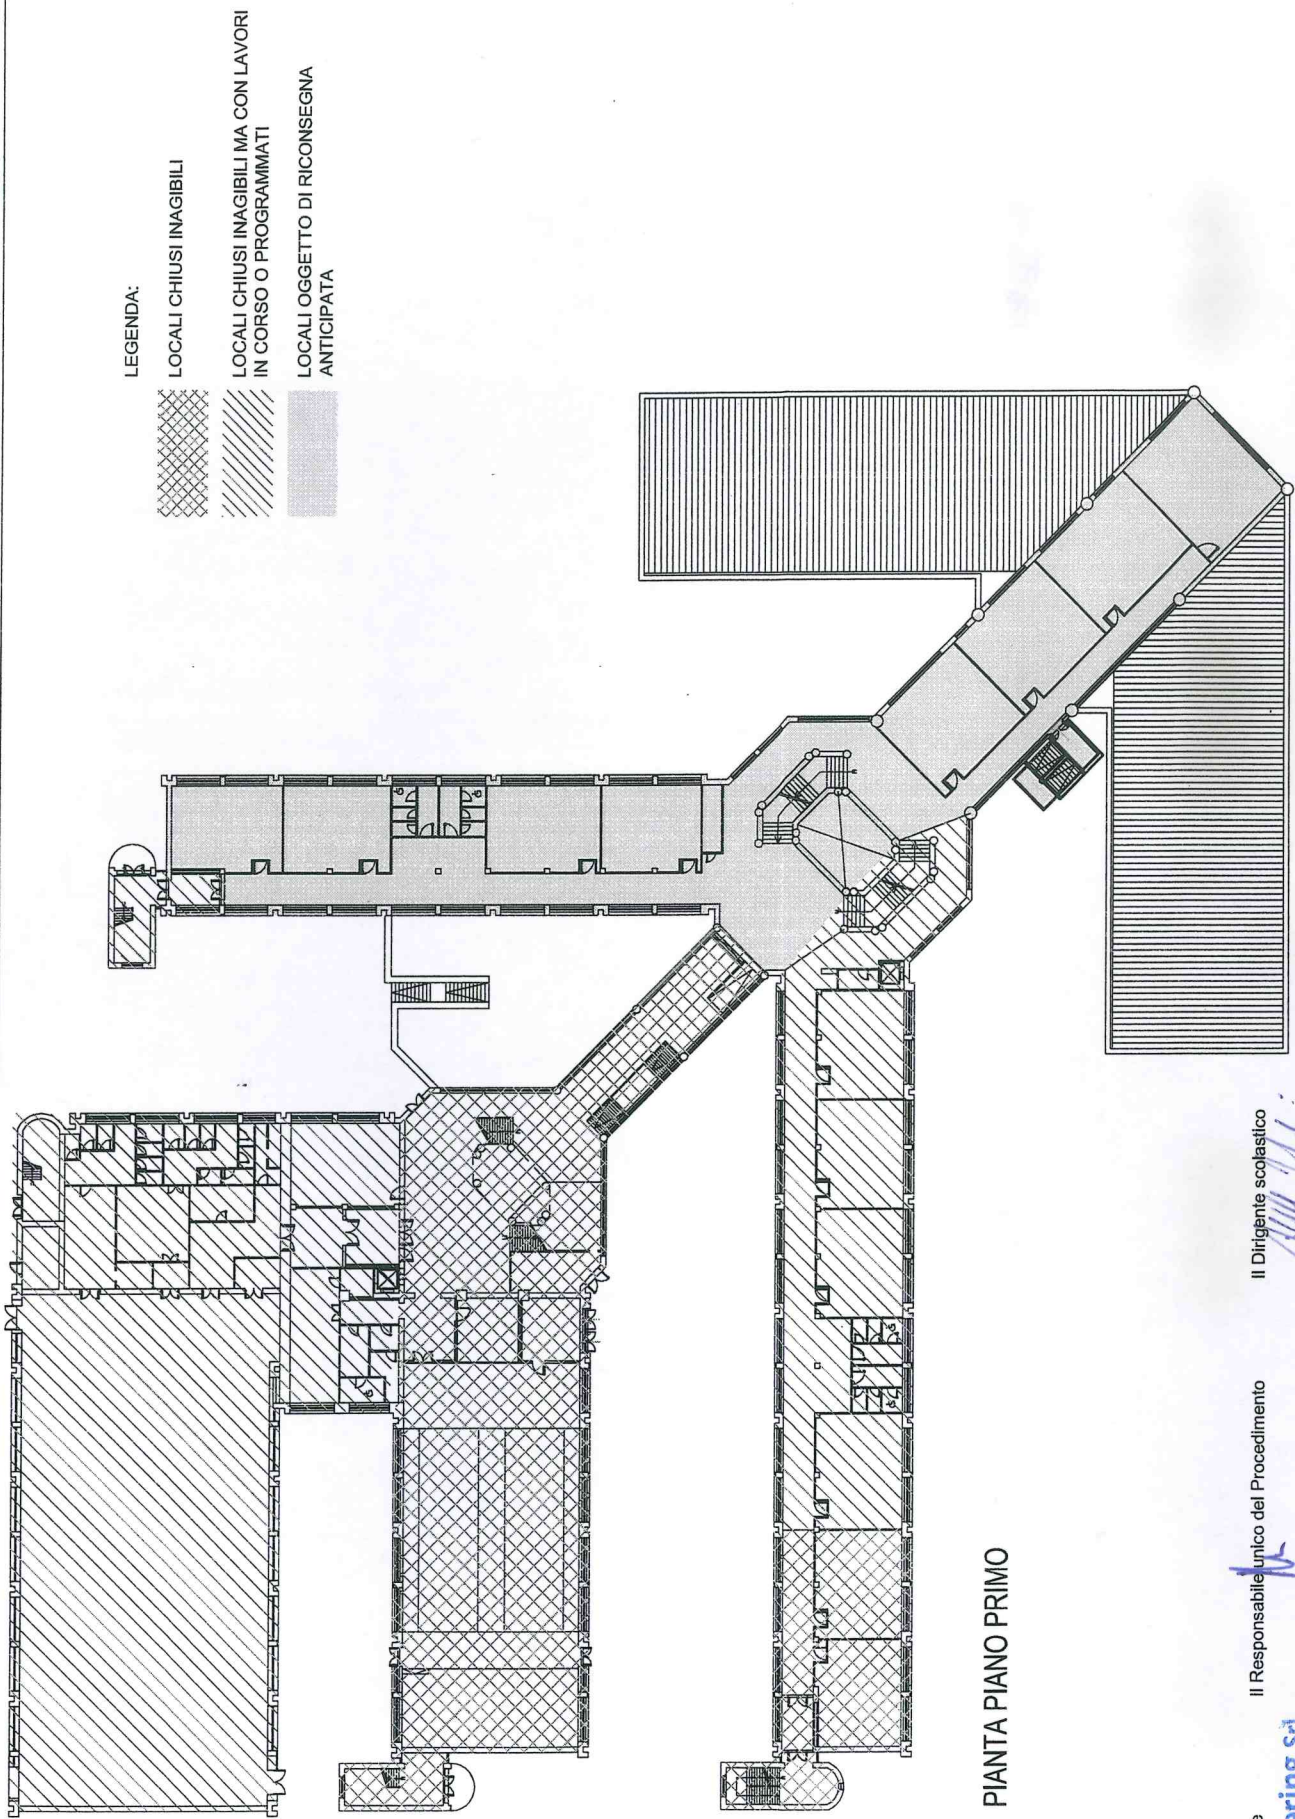 LEGENDA:
LOCALI CHIUSI INAGIBILI
LOCALI CHIUSI INAGIBILI MA CON LAVORI
IN CORSO O PROGRAMMATI
LOCALI OGGETTO DI RICONSEGNA
ANTICIPATA
PIANTA PIANO PRIMO
Il Responsabile unico del Procedimento
Il Dirigente scolastico